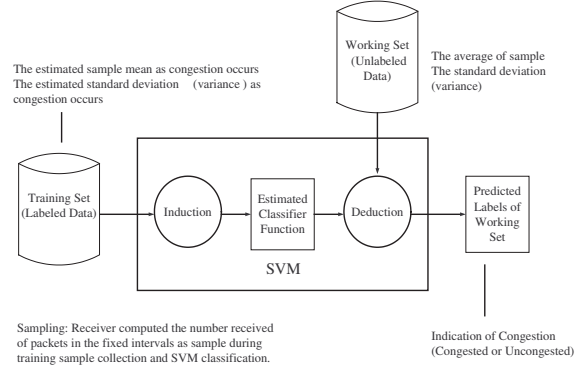 Working Set
(Unlabeled
Data)
The average of sample
The standard deviation
(variance)
The estimated sample mean as congestion occurs
The estimated standard deviation (variance ) as
congestion occurs
Training Set
(Labeled Data)
Induction
Estimated
Classifier
Function
Deduction
Predicted
Labels of
Working
Set
SVM
Sampling: Receiver computed the number received
of packets in the fixed intervals as sample during
training sample collection and SVM classification.
Indication of Congestion
(Congested or Uncongested)